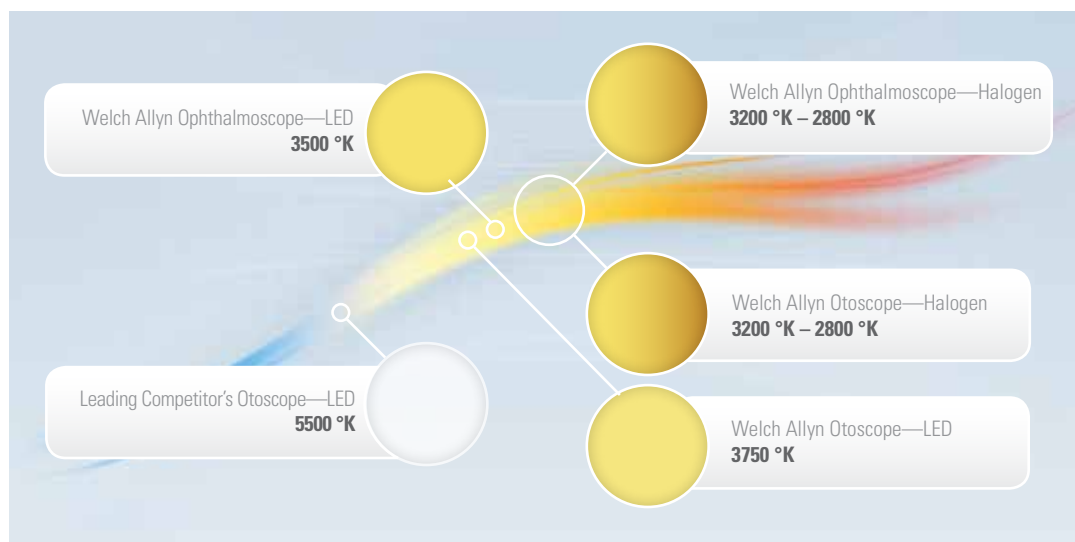 Welch Allyn Ophthalmoscope—LED
3500 °K
Welch Allyn Ophthalmoscope—Halogen
3200 °K – 2800 °K
Welch Allyn Otoscope—Halogen
3200 °K – 2800 °K
Leading Competitor’s Otoscope—LED
5500 °K
Welch Allyn Otoscope—LED
3750 °K